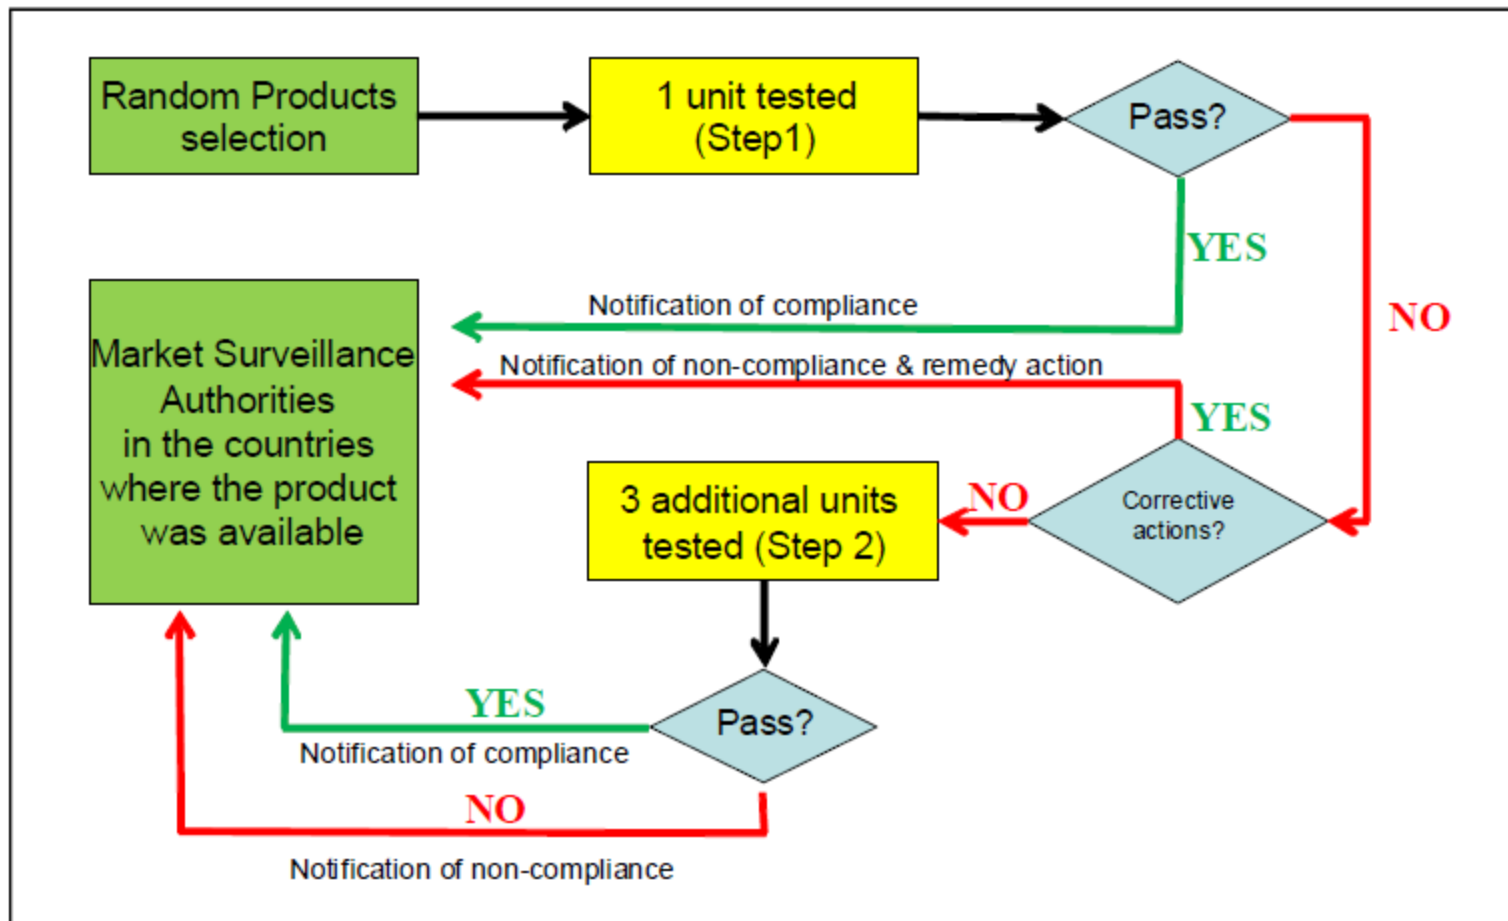 Random Products
selection
1 unit tested
(Step1)
Pass?
YES
NO
Notification of compliance
Notification of non-compliance & remedy action
YES
Market Surveillance
Authorities
in the countries
where the product
was available
3 additional units
tested (Step 2)
NO
Corrective
actions?
Pass?
YES
Notification of compliance
NO
Notification of non-compliance